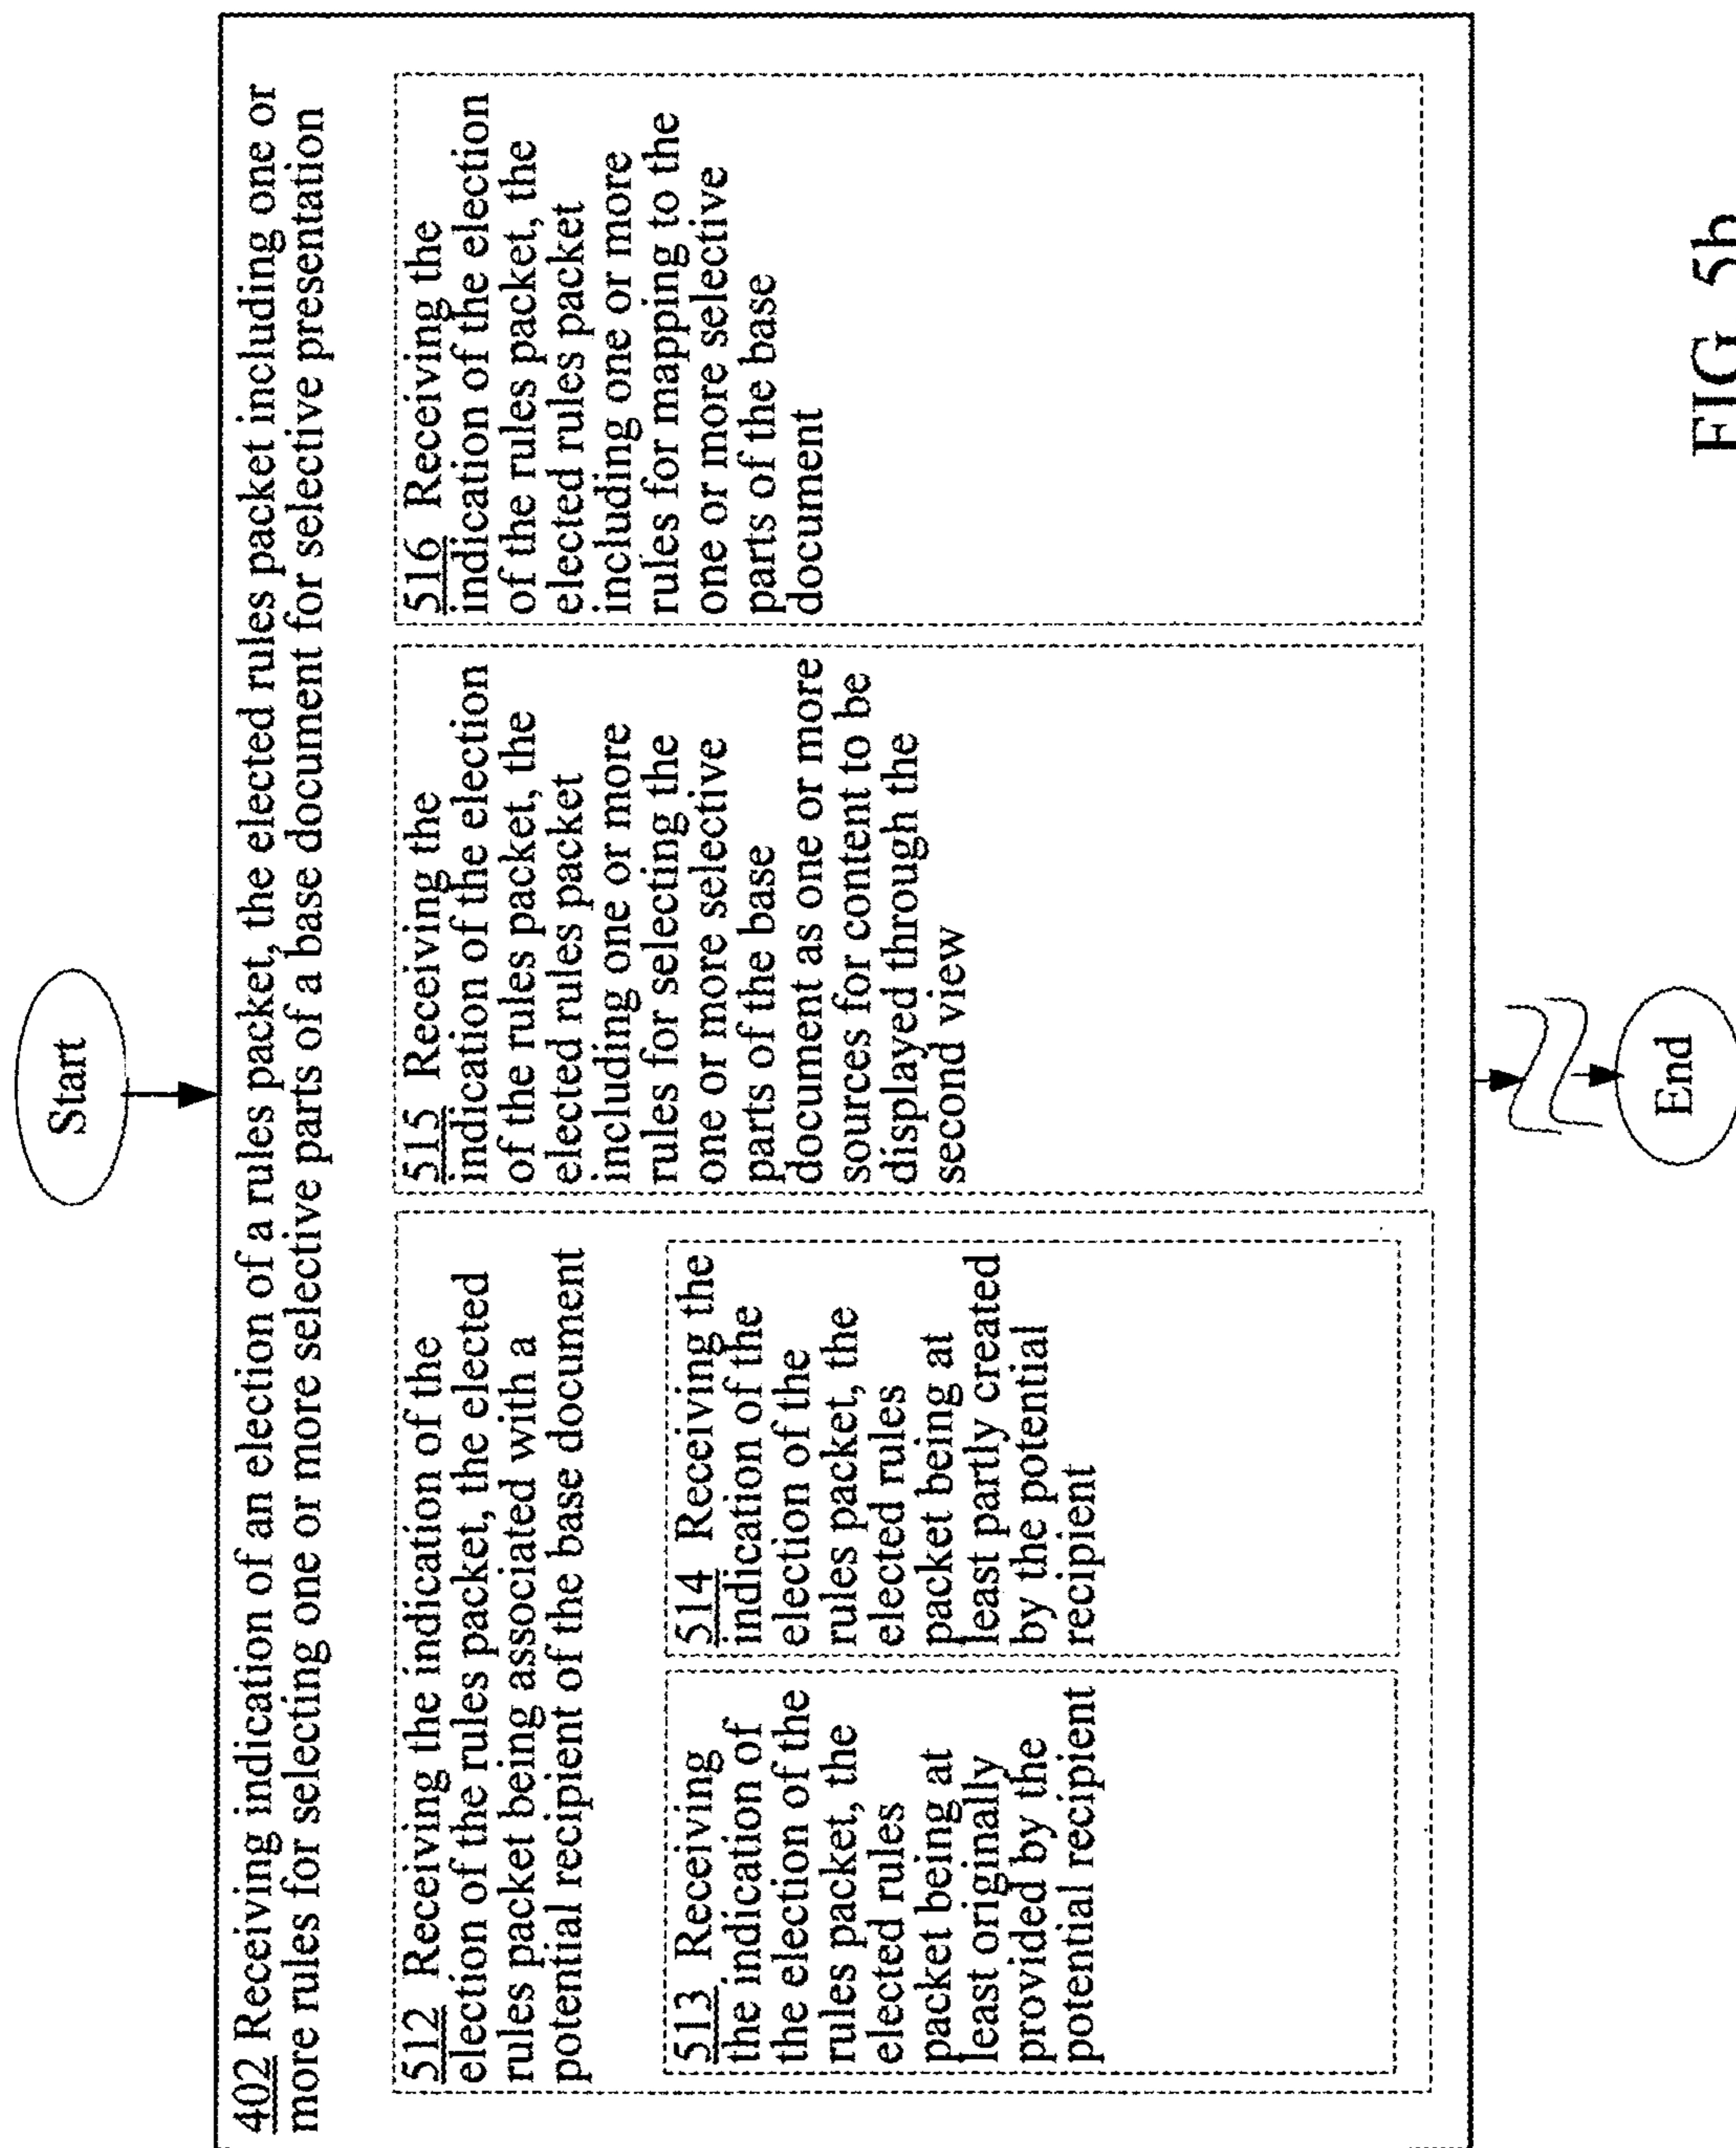 Start
402 Receiving indication of an election of a rules packet, the elected rules packet including one or
more rules for selecting one or more selective parts of a base document for selective presentation
512 Receiving the indication of the
election of the rules packet, the elected
rules packet being associated with a
potential recipient of the base document
513 Receiving
the indication of
the election of the
rules packet, the
elected rules
packet being at
least originally
provided by the
potential recipient
514 Receiving the
indication of the
election of the
rules packet, the
elected rules
packet being at
least partly created
by the potential
recipient
515 Receiving the
indication of the election
of the rules packet, the
elected rules packet
including one or more
rules for selecting the
one or more selective
parts of the base
document as one or more
sources for content to be
displayed through the
second view
516 Receiving the
indication of the election
of the rules packet, the
elected rules packet
including one or more
rules for mapping to the
one or more selective
parts of the base
document
End
FIG. 5b